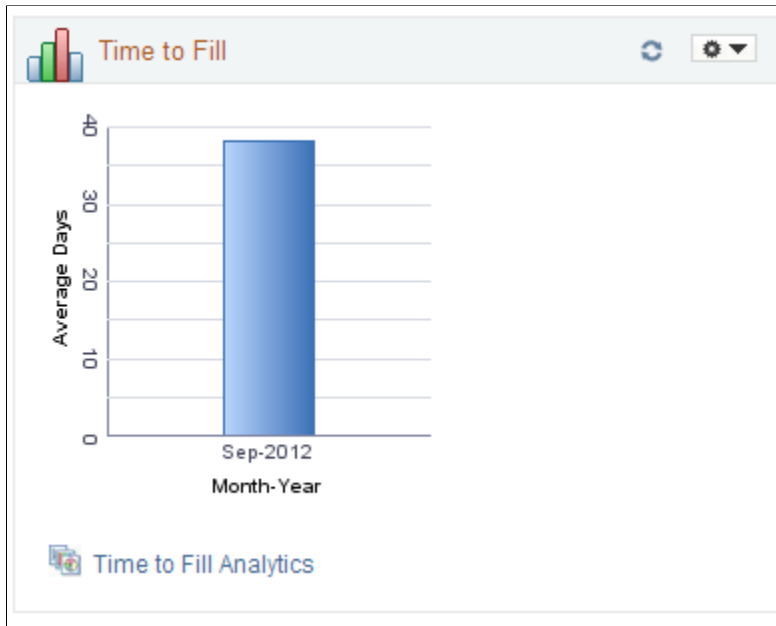 Time to Fill
40
30
20
10
0
Average Days
Sep-2012
Month-Year
Time to Fill Analytics